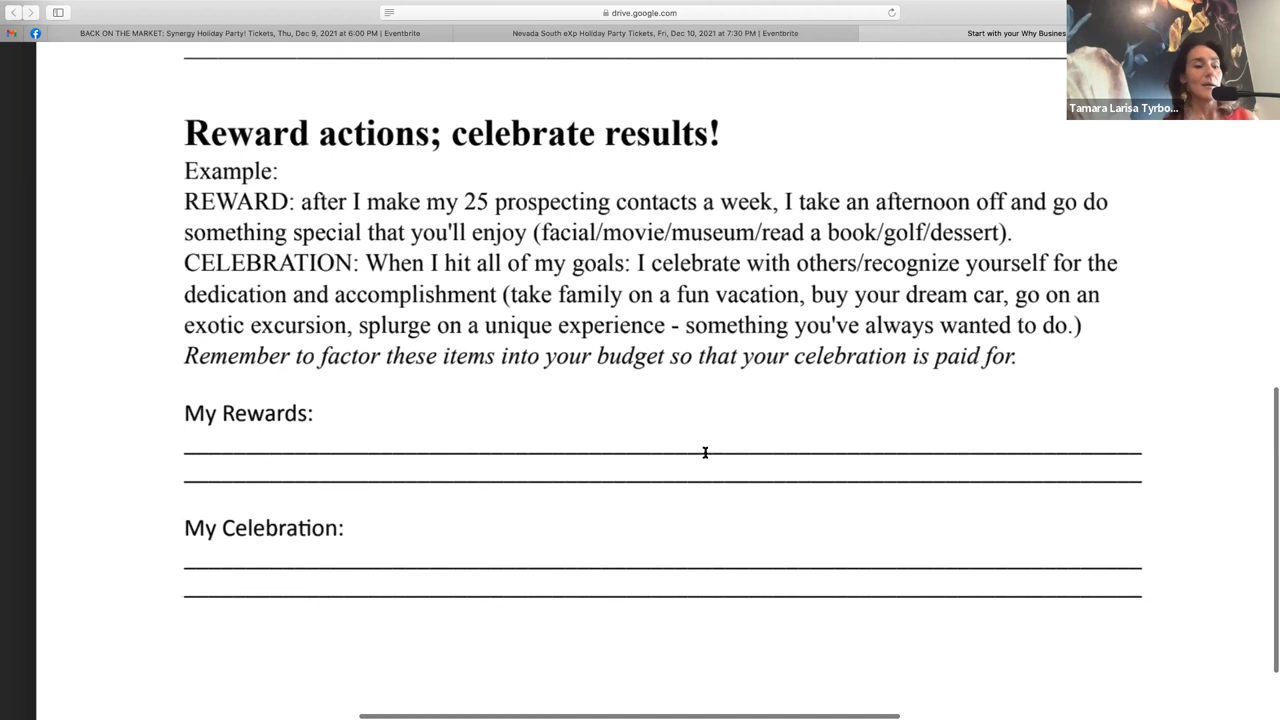 drive.google.com
BACK ON THE MARKET: Synergy Holiday Party! Tickets, Thu, Dec 9, 2021 at 6:00 PM | Eventbrite
Nevada South eXp Holiday Party Tickets, Fri, Dec 10, 2021 at 7:30 PM | Eventbrite
Start with your Why Busines
Tamara Larisa Tyrbo...
Reward actions; celebrate results!
Example:
REWARD: after I make my 25 prospecting contacts a week, I take an afternoon off and go do
something special that you'll enjoy (facial/movie/museum/read a book/golf/dessert).
CELEBRATION: When I hit all of my goals: I celebrate with others/recognize yourself for the
dedication and accomplishment (take family on a fun vacation, buy your dream car, go on an
exotic excursion, splurge on a unique experience - something you've always wanted to do.)
Remember to factor these items into your budget so that your celebration is paid for.
My Rewards:
My Celebration: